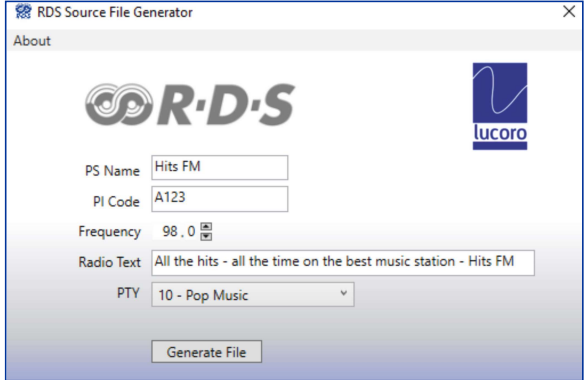 RDS Source File Generator
About
R·D·S
lucoro
PS Name Hits FM
PI Code A123
Frequency 98 . 0
Radio Text All the hits - all the time on the best music station - Hits FM
PTY 10 - Pop Music
Generate File